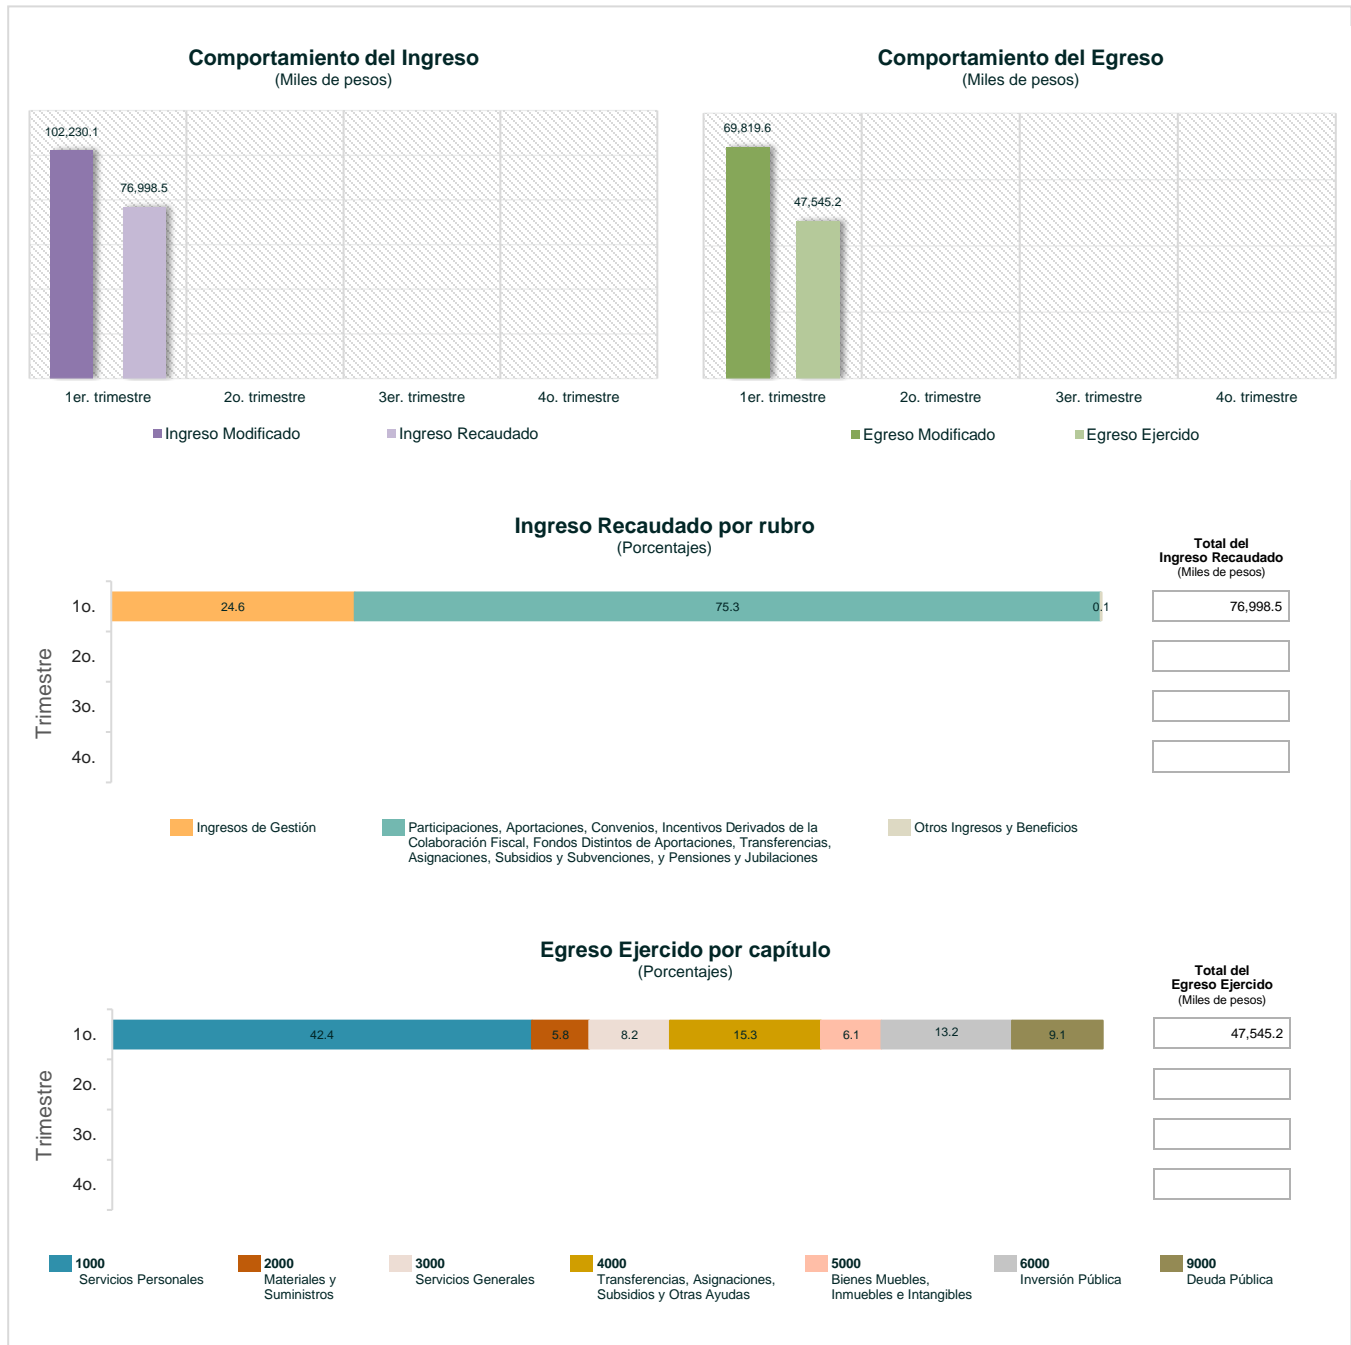 Comportamiento del Ingreso
(Miles de pesos)
102,230.1
76,998.5
1er. trimestre 2o. trimestre 3er. trimestre 4o. trimestre
Ingreso Modificado Ingreso Recaudado
Comportamiento del Egreso
(Miles de pesos)
69,819.6
47,545.2
1er. trimestre 2o. trimestre 3er. trimestre 4o. trimestre
Egreso Modificado Egreso Ejercido
Ingreso Recaudado por rubro
(Porcentajes)
Total del
Ingreso Recaudado
(Miles de pesos)
Trimestre
1o. 24.6 75.3 0.1 76,998.5
2o.
3o.
4o.
Ingresos de Gestión
Participaciones, Aportaciones, Convenios, Incentivos Derivados de la
Colaboración Fiscal, Fondos Distintos de Aportaciones, Transferencias,
Asignaciones, Subsidios y Subvenciones, y Pensiones y Jubilaciones
Otros Ingresos y Beneficios
Egreso Ejercido por capítulo
(Porcentajes)
Total del
Egreso Ejercido
(Miles de pesos)
Trimestre
1o. 42.4 5.8 8.2 15.3 6.1 13.2 9.1 47,545.2
2o.
3o.
4o.
1000
Servicios Personales
2000
Materiales y
Suministros
3000
Servicios Generales
4000
Transferencias, Asignaciones,
Subsidios y Otras Ayudas
5000
Bienes Muebles,
Inmuebles e Intangibles
6000
Inversión Pública
9000
Deuda Pública